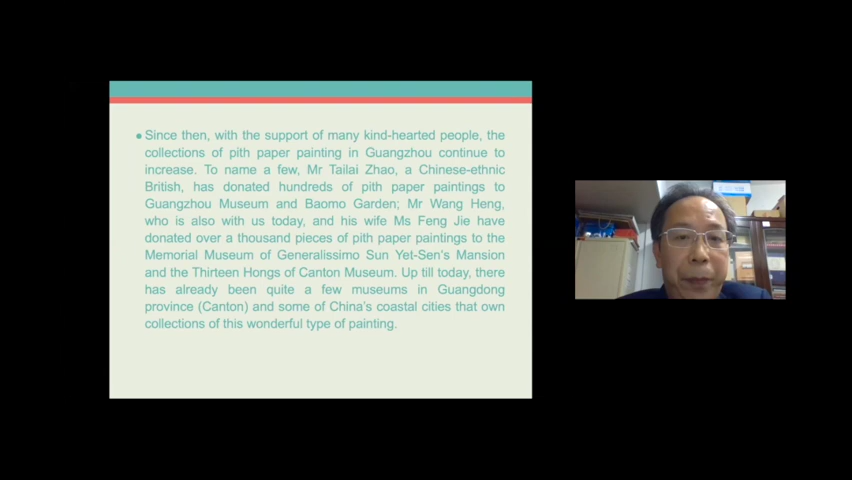 Since then, with the support of many kind-hearted people, the
collections of pith paper painting in Guangzhou continue to
increase. To name a few, Mr Tailai Zhao, a Chinese-ethnic
British, has donated hundreds of pith paper paintings to
Guangzhou Museum and Baomo Garden; Mr Wang Heng,
who is also with us today, and his wife Ms Feng Jie have
donated over a thousand pieces of pith paper paintings to the
Memorial Museum of Generalissimo Sun Yet-Sen's Mansion
and the Thirteen Hongs of Canton Museum. Up till today, there
has already been quite a few museums in Guangdong
province (Canton) and some of China's coastal cities that own
collections of this wonderful type of painting.